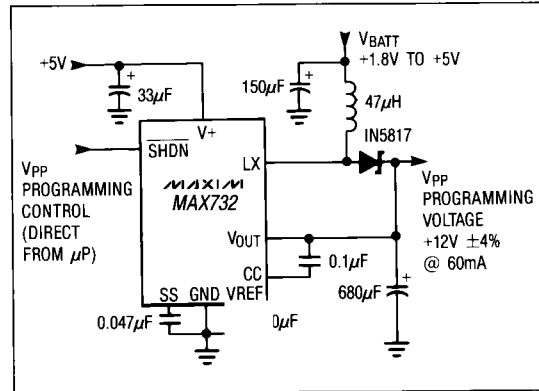 V_BATT
+1.8V TO +5V
+5V
33µF
150µF
47µH
V+
IN5817
SHDN
LX
V_PP
PROGRAMMING
CONTROL
(DIRECT
FROM µP)
MAXIM
MAX732
V_PP
PROGRAMMING
VOLTAGE
+12V ±4%
@ 60mA
V_OUT
0.1µF
CC
680µF
SS GND VREF
0.047µF
0µF